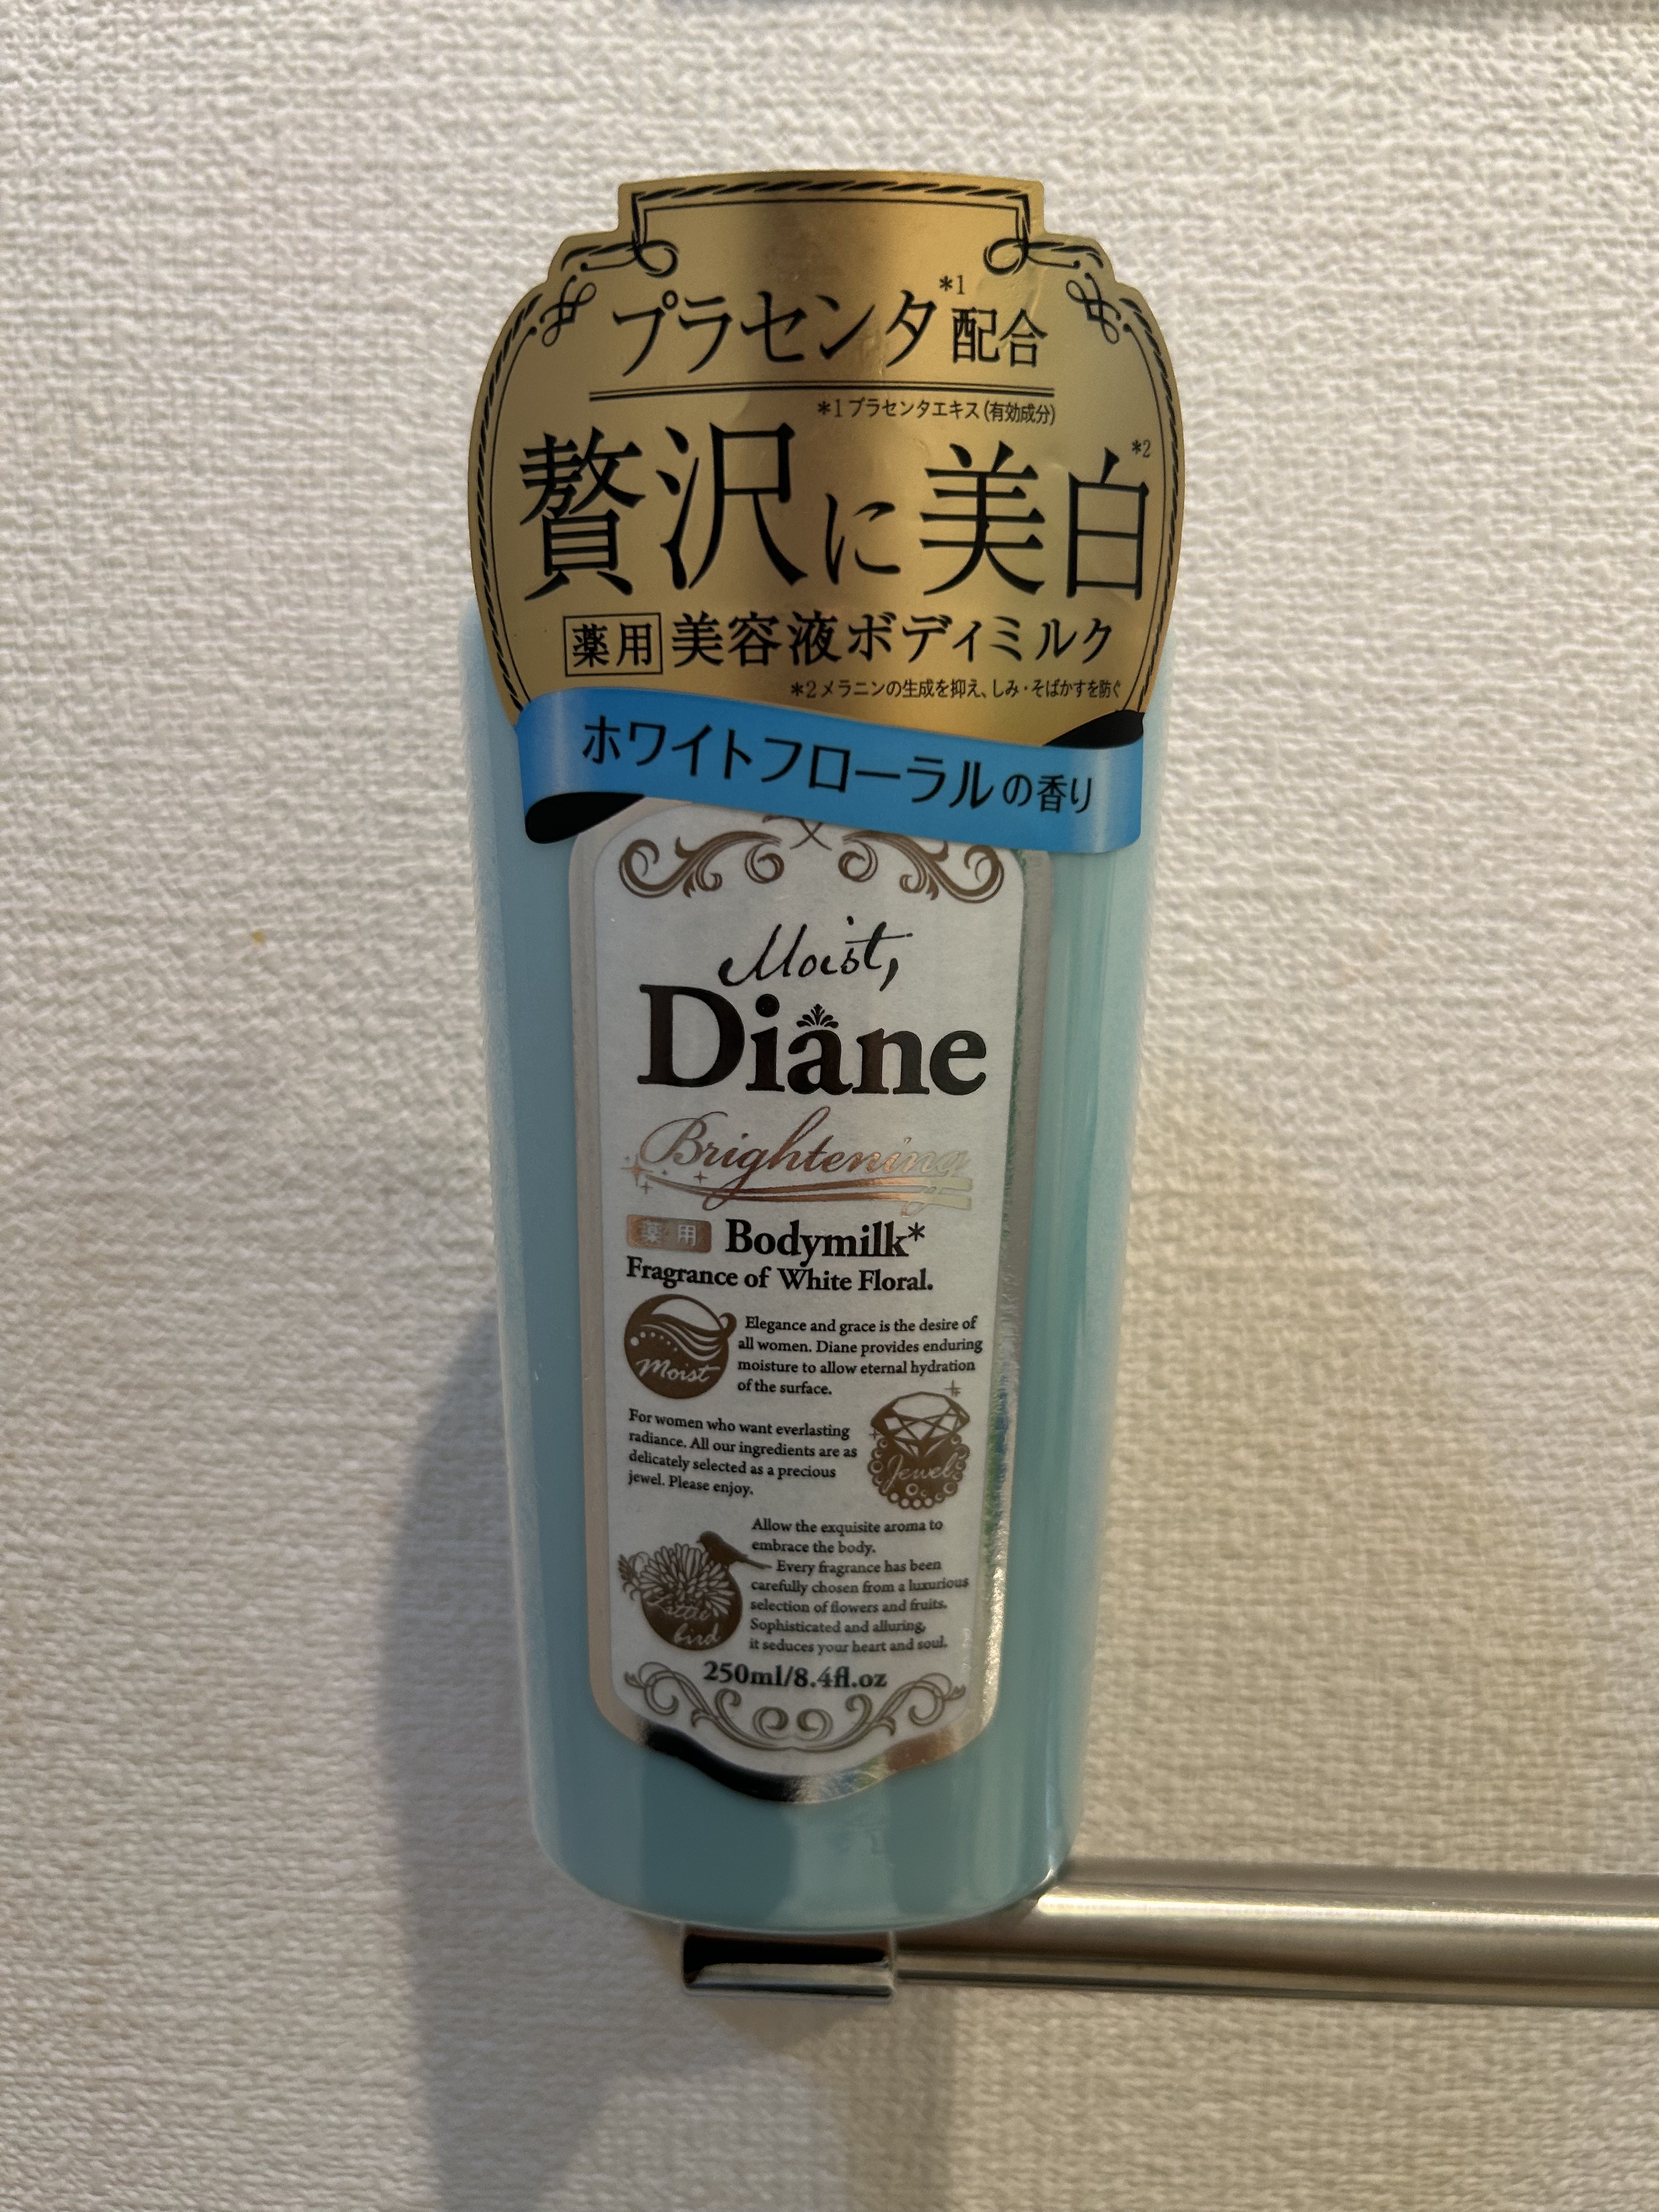 プラセンタ*1配合
*1 プラセンタエキス(有効成分)
贅沢に美白*2
薬用 美容液ボディミルク
*2 メラニンの生成を抑え、しみ・そばかすを防ぐ
ホワイトフローラルの香り
Moist,
Diane
Brightening
薬用 Bodymilk*
Fragrance of White Floral.
Moist
Elegance and grace is the desire of
all women. Diane provides enduring
moisture to allow eternal hydration
of the surface.
For women who want everlasting
radiance. All our ingredients are as
delicately selected as a precious
jewel. Please enjoy.
Jewel
Allow the exquisite aroma to
embrace the body.
Every fragrance has been
carefully chosen from a luxurious
selection of flowers and fruits.
Sophisticated and alluring,
it seduces your heart and soul.
Little
bird
250ml/8.4fl.oz